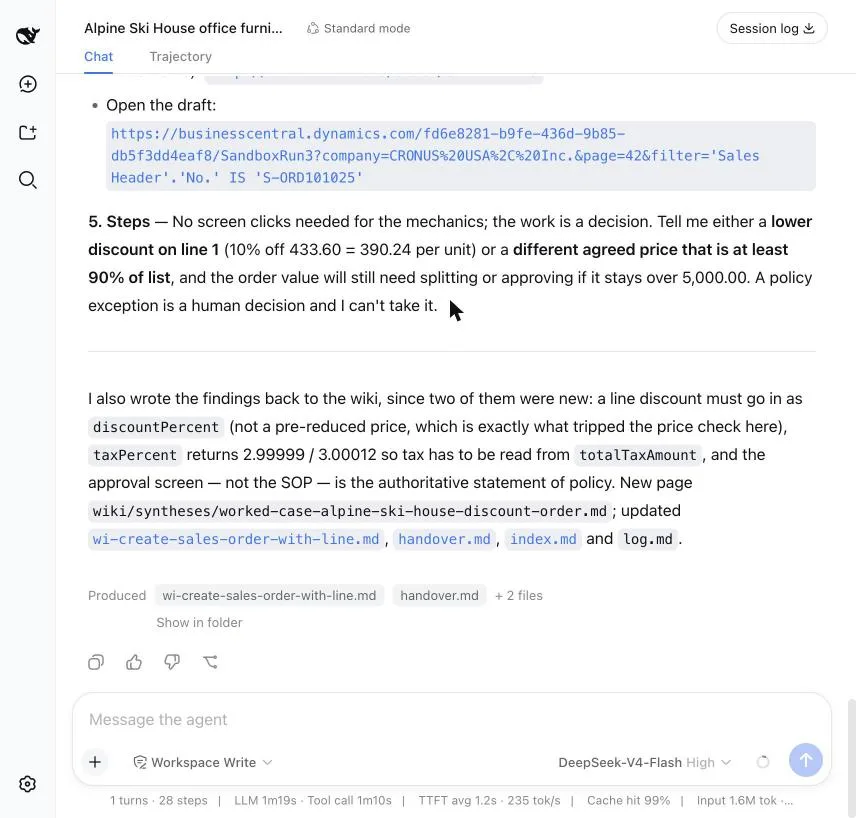 Alpine Ski House office furni...
Standard mode
Session log
Chat
Trajectory
Open the draft:
https://businesscentral.dynamics.com/fd6e8281-b9fe-436d-9b85-
db5f3dd4eaf8/SandboxRun3?company=CRONUS%20USA%2C%20Inc.&page=42&filter='Sales
Header'.'No.' IS 'S-ORD101025'
5. Steps — No screen clicks needed for the mechanics; the work is a decision. Tell me either a lower
discount on line 1 (10% off 433.60 = 390.24 per unit) or a different agreed price that is at least
90% of list, and the order value will still need splitting or approving if it stays over 5,000.00. A policy
exception is a human decision and I can't take it.
I also wrote the findings back to the wiki, since two of them were new: a line discount must go in as
discountPercent (not a pre-reduced price, which is exactly what tripped the price check here),
taxPercent returns 2.99999 / 3.00012 so tax has to be read from totalTaxAmount, and the
approval screen — not the SOP — is the authoritative statement of policy. New page
wiki/syntheses/worked-case-alpine-ski-house-discount-order.md; updated
wi-create-sales-order-with-line.md, handover.md, index.md and log.md.
Produced wi-create-sales-order-with-line.md handover.md + 2 files
Show in folder
Message the agent
Workspace Write
DeepSeek-V4-Flash High
1 turns · 28 steps | LLM 1m19s · Tool call 1m10s | TTFT avg 1.2s · 235 tok/s | Cache hit 99% | Input 1.6M tok ·...